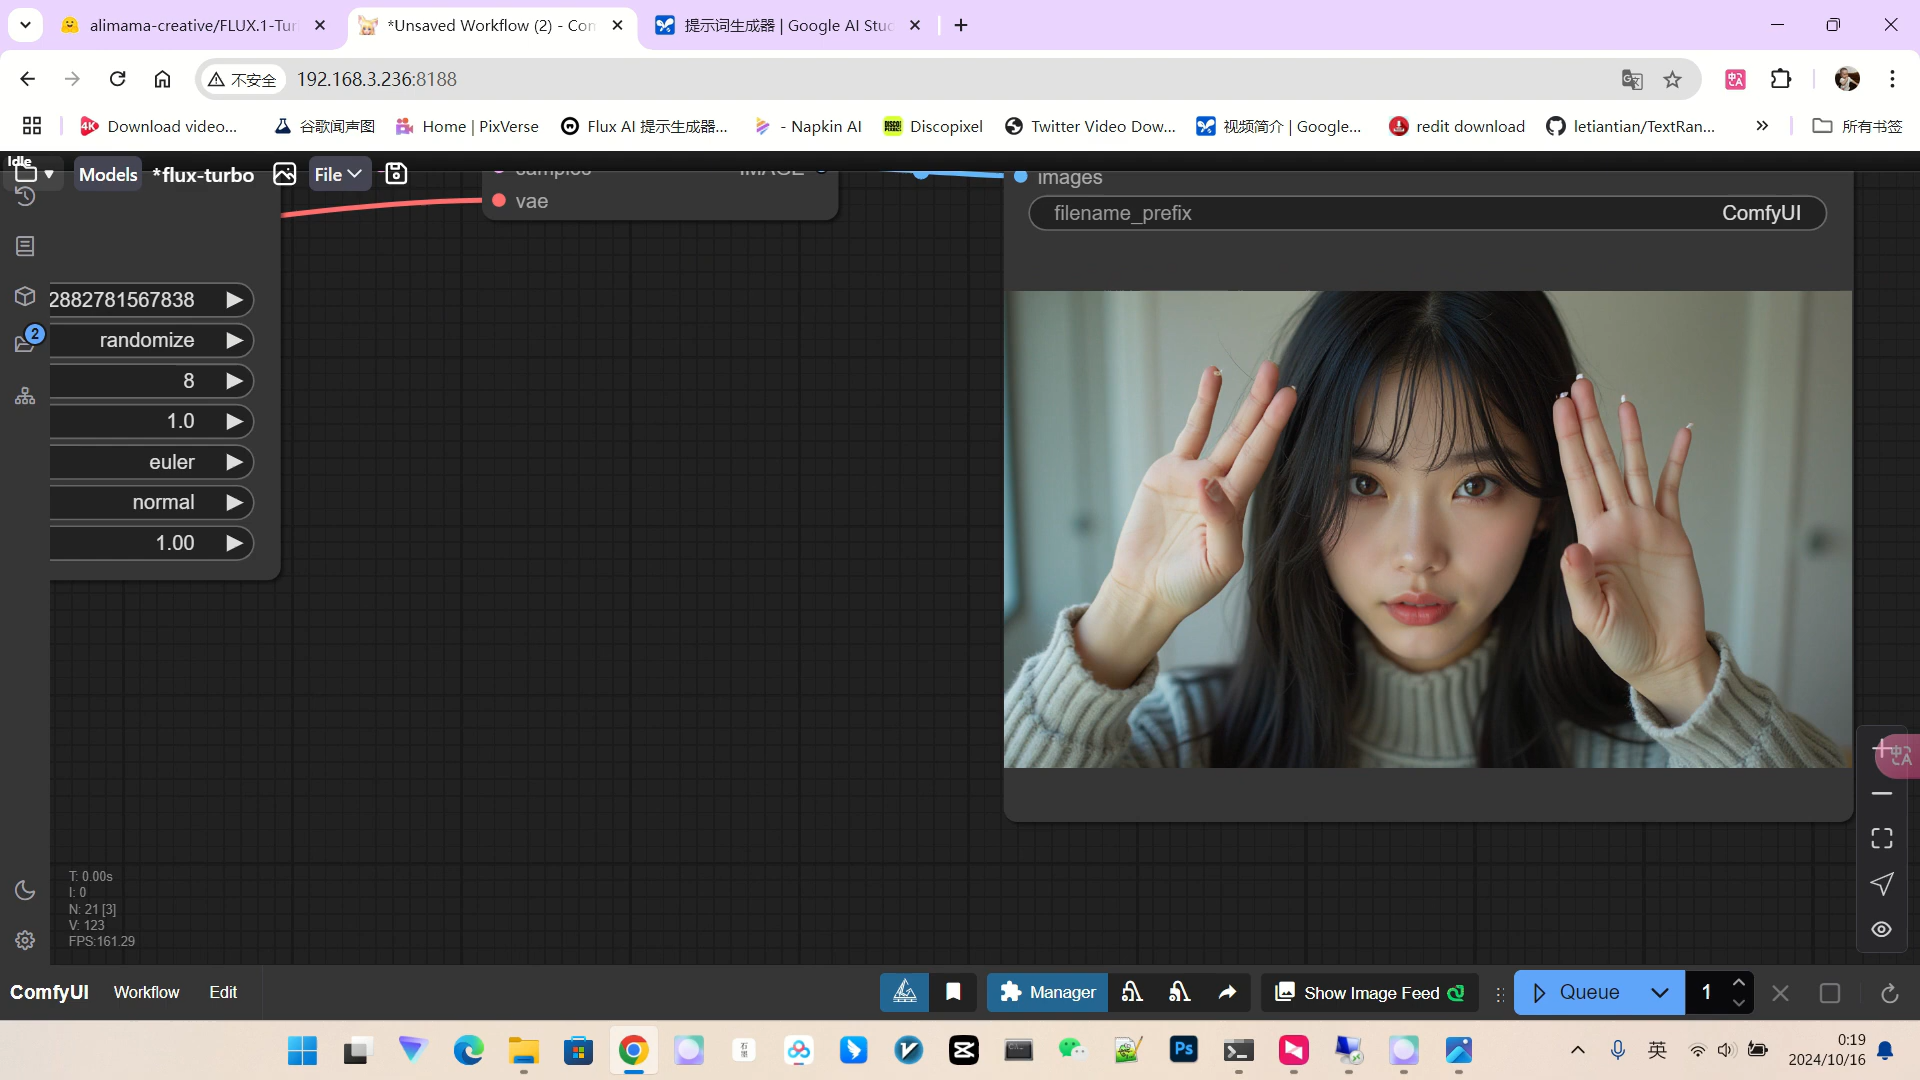 alimama-creative/FLUX.1-Tur
*Unsaved Workflow (2) - Con
提示词生成器 | Google AI Stud
不安全
192.168.3.236:8188
Download video...
谷歌闻声图
Home | PixVerse
Flux AI 提示生成器...
- Napkin AI
Discopixel
Twitter Video Dow...
视频简介 | Google...
redit download
letiantian/TextRan...
所有书签
Idle
Models
*flux-turbo
File
samples
IMAGE
images
vae
filename_prefix
ComfyUI
2882781567838
randomize
2
8
1.0
euler
normal
1.00
T: 0.00s
I: 0
N: 21 [3]
V: 123
FPS:161.29
ComfyUI
Workflow
Edit
Manager
Show Image Feed
Queue
1
英
0:19
2024/10/16